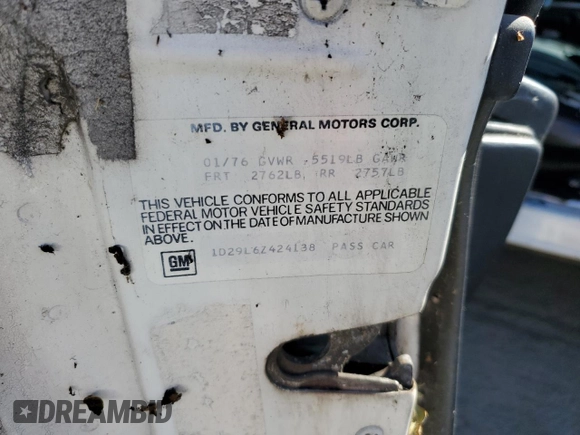 MFD. BY GENERAL MOTORS CORP.
01/76 GVWR 5519LB GAWR
FRT 2762LB, RR 2757LB
THIS VEHICLE CONFORMS TO ALL APPLICABLE
FEDERAL MOTOR VEHICLE SAFETY STANDARDS
IN EFFECT ON THE DATE OF MANUFACTURE SHOWN
ABOVE.
GM
1D29L6Z424138 PASS CAR
DREAMBID